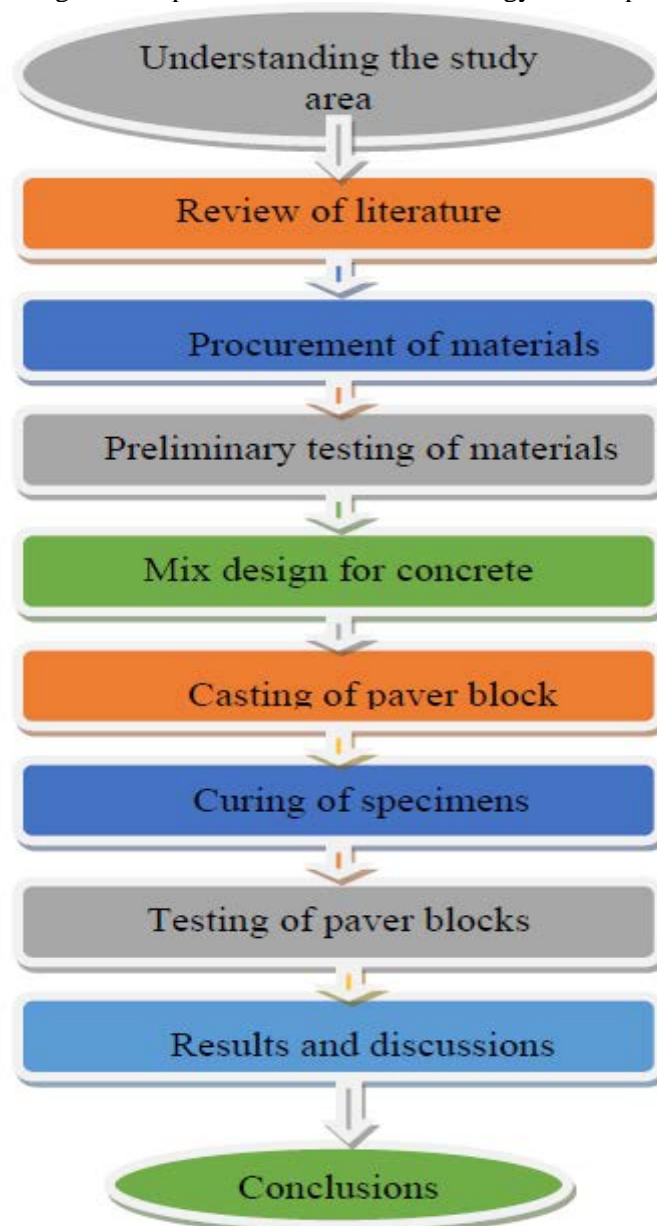 Understanding the study
area
Review of literature
Procurement of materials
Preliminary testing of materials
Mix design for concrete
Casting of paver block
Curing of specimens
Testing of paver blocks
Results and discussions
Conclusions